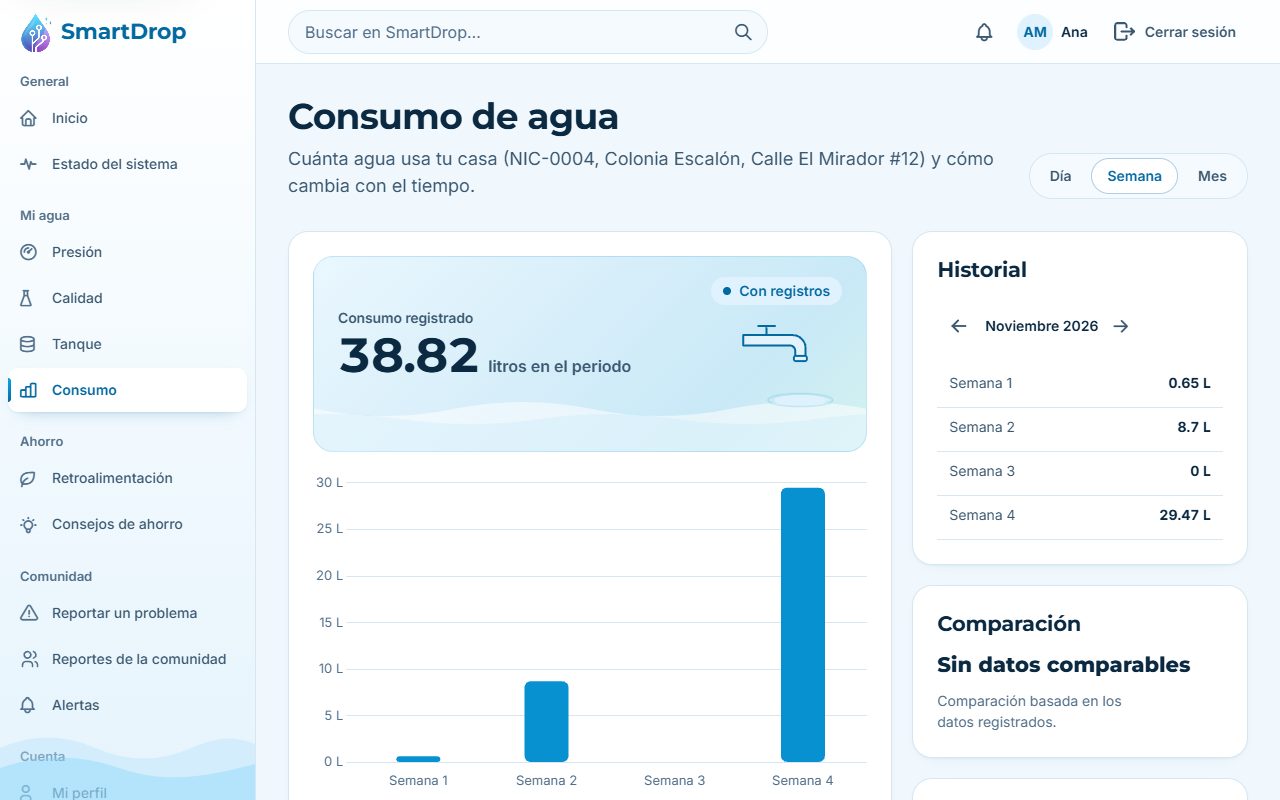 SmartDrop
Buscar en SmartDrop...
AM
Ana
Cerrar sesión
General
Inicio
Estado del sistema
Mi agua
Presión
Calidad
Tanque
Consumo
Ahorro
Retroalimentación
Consejos de ahorro
Comunidad
Reportar un problema
Reportes de la comunidad
Alertas
Cuenta
Mi perfil
Consumo de agua
Cuánta agua usa tu casa (NIC-0004, Colonia Escalón, Calle El Mirador #12) y cómo
cambia con el tiempo.
Día
Semana
Mes
Con registros
Consumo registrado
38.82 litros en el periodo
30 L
25 L
20 L
15 L
10 L
5 L
0 L
Semana 1
Semana 2
Semana 3
Semana 4
Historial
Noviembre 2026
Semana 1 0.65 L
Semana 2 8.7 L
Semana 3 0 L
Semana 4 29.47 L
Comparación
Sin datos comparables
Comparación basada en los
datos registrados.